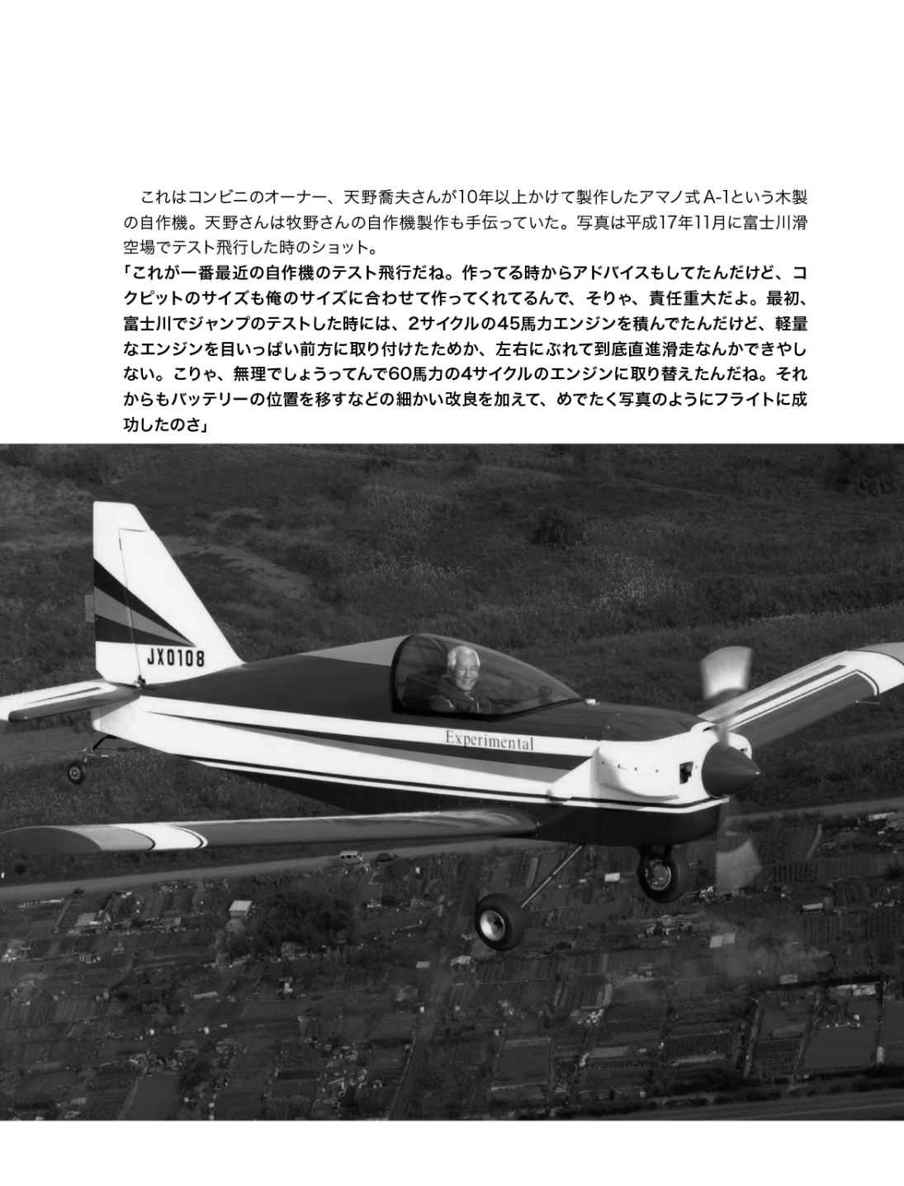 これはコンビニのオーナー、天野喬夫さんが10年以上かけて製作したアマノ式A-1という木製
の自作機。天野さんは牧野さんの自作機製作も手伝っていた。写真は平成17年11月に富士川滑
空場でテスト飛行した時のショット。
「これが一番最近の自作機のテスト飛行だね。作ってる時からアドバイスもしてたんだけど、コ
クピットのサイズも俺のサイズに合わせて作ってくれてるんで、そりゃ、責任重大だよ。最初、
富士川でジャンプのテストした時には、2サイクルの45馬力エンジンを積んでたんだけど、軽量
なエンジンを目いっぱい前方に取り付けたためか、左右にぶれて到底直進滑走なんかできやし
ない。こりゃ、無理でしょうってんで60馬力の4サイクルのエンジンに取り替えたんだね。それ
からもバッテリーの位置を移すなどの細かい改良を加えて、めでたく写真のようにフライトに成
功したのさ」
JX0108
Experimental